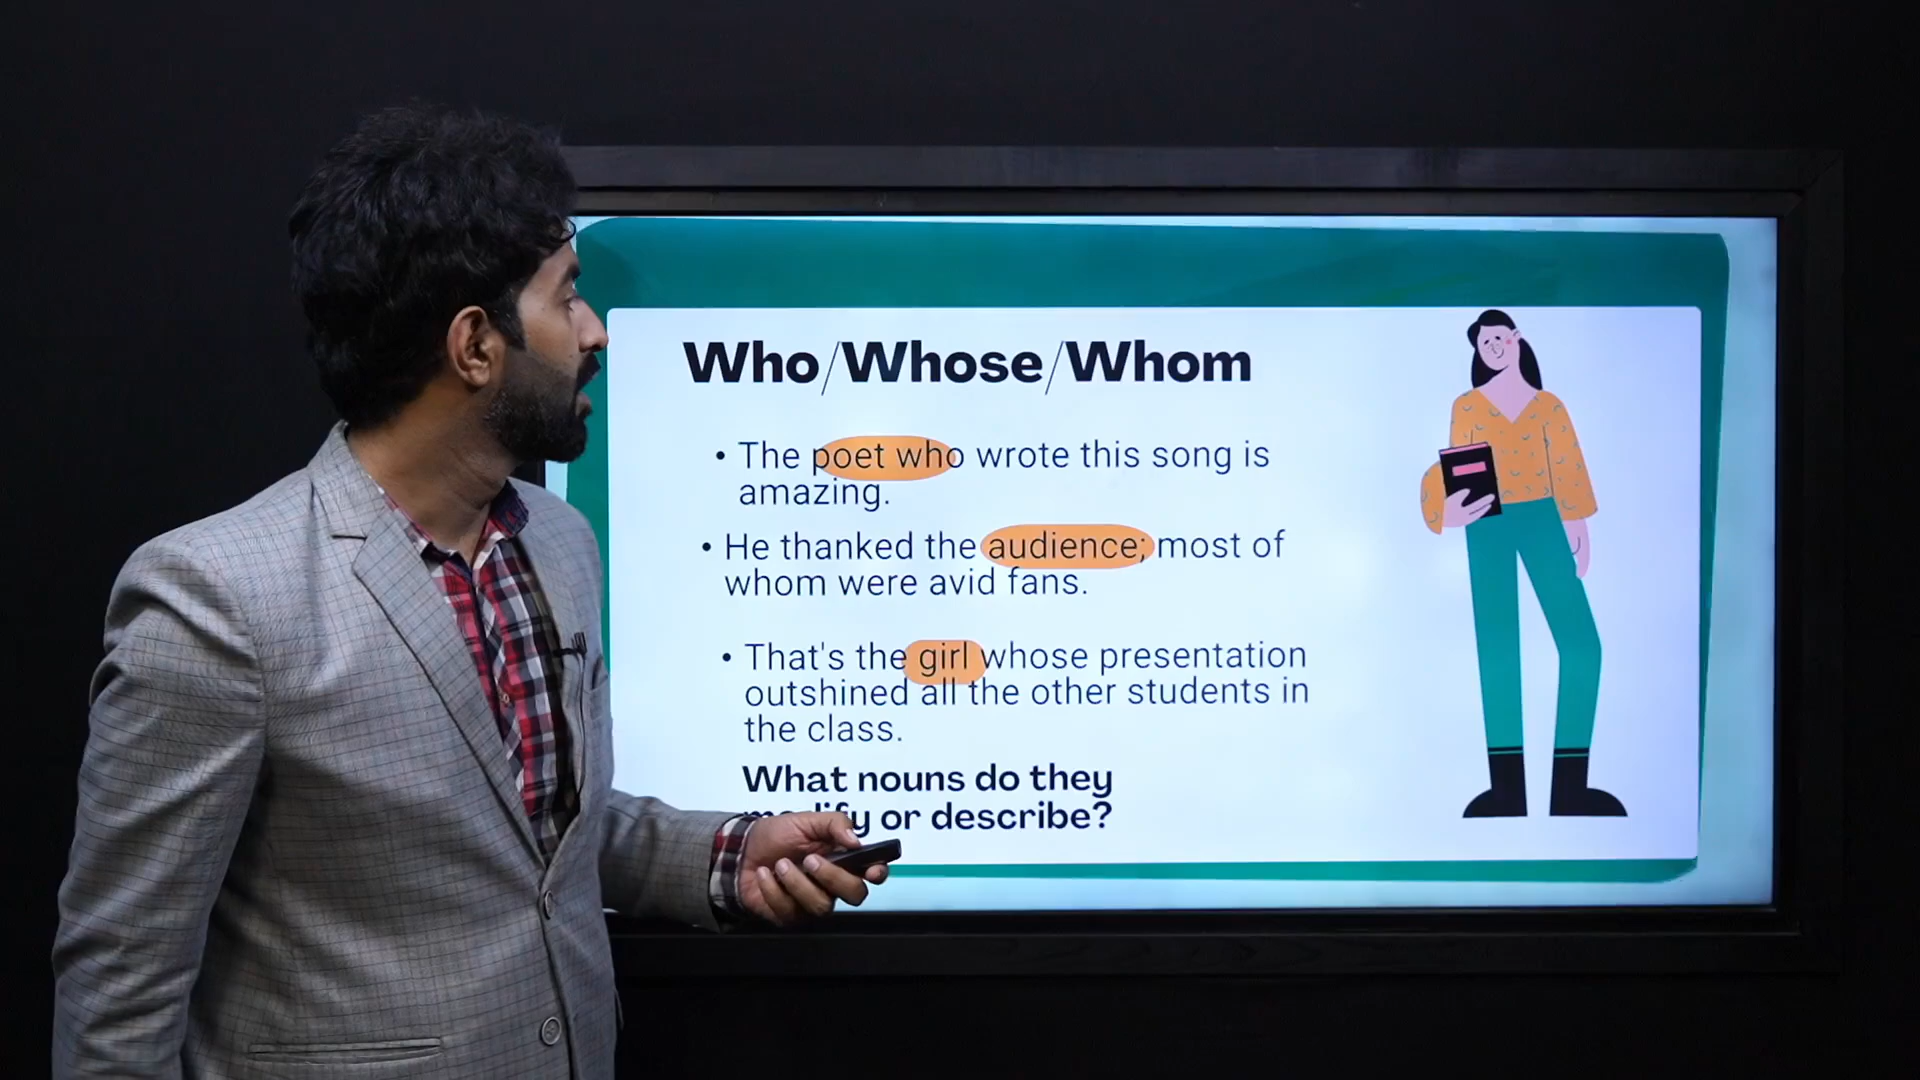 Who/Whose/Whom
• The poet who wrote this song is
amazing.
• He thanked the audience; most of
whom were avid fans.
• That's the girl whose presentation
outshined all the other students in
the class.
What nouns do they
modify or describe?